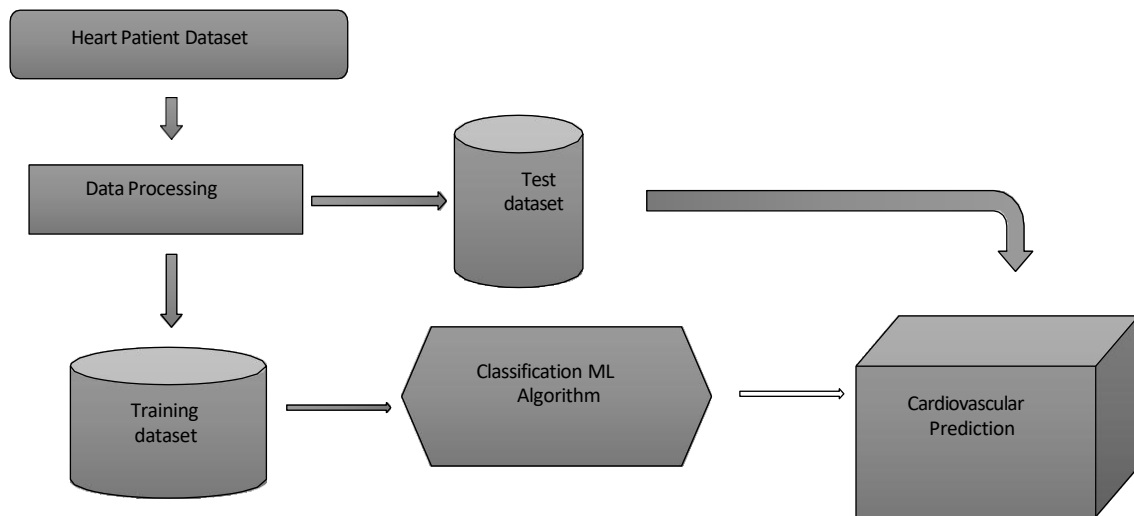 Heart Patient Dataset
Data Processing
Test
dataset
Training
dataset
Classification ML
Algorithm
Cardiovascular
Prediction